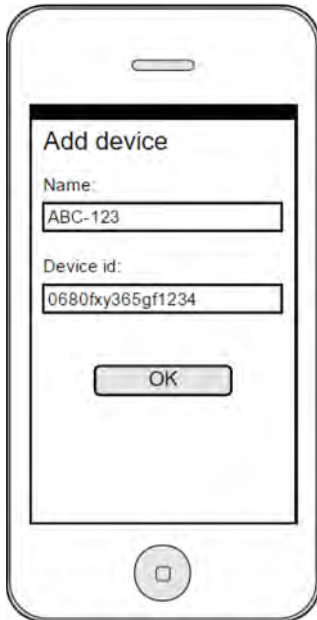 Add device
Name:
ABC-123
Device id:
0680fxy365gf1234
OK